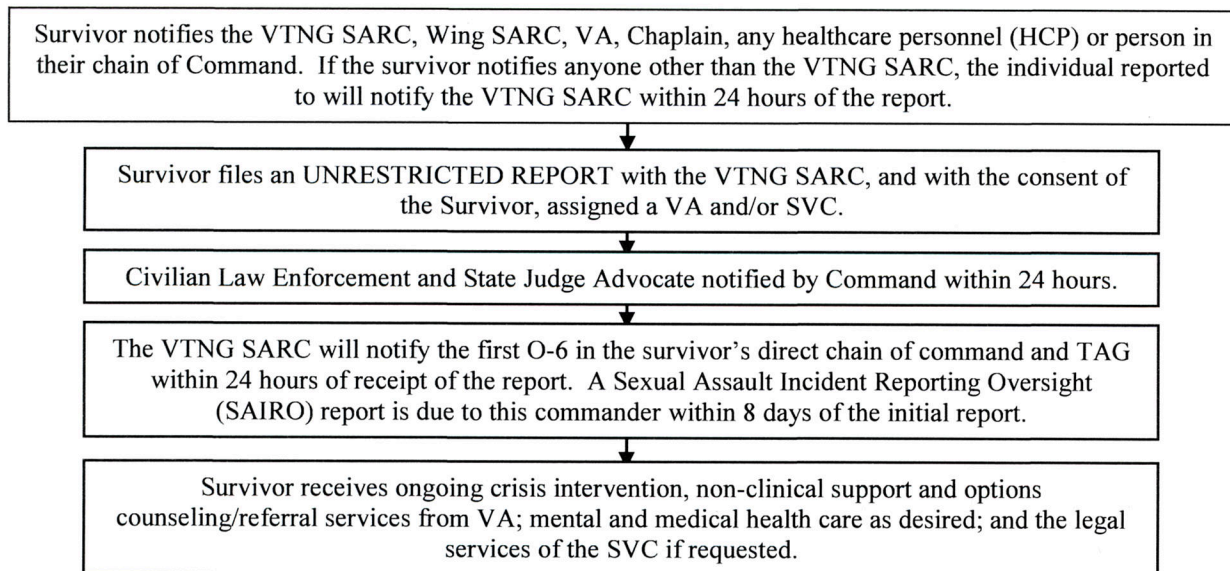 Survivor notifies the VTNG SARC, Wing SARC, VA, Chaplain, any healthcare personnel (HCP) or person in
their chain of Command. If the survivor notifies anyone other than the VTNG SARC, the individual reported
to will notify the VTNG SARC within 24 hours of the report.
Survivor files an UNRESTRICTED REPORT with the VTNG SARC, and with the consent of
the Survivor, assigned a VA and/or SVC.
Civilian Law Enforcement and State Judge Advocate notified by Command within 24 hours.
The VTNG SARC will notify the first O-6 in the survivor's direct chain of command and TAG
within 24 hours of receipt of the report. A Sexual Assault Incident Reporting Oversight
(SAIRO) report is due to this commander within 8 days of the initial report.
Survivor receives ongoing crisis intervention, non-clinical support and options
counseling/referral services from VA; mental and medical health care as desired; and the legal
services of the SVC if requested.